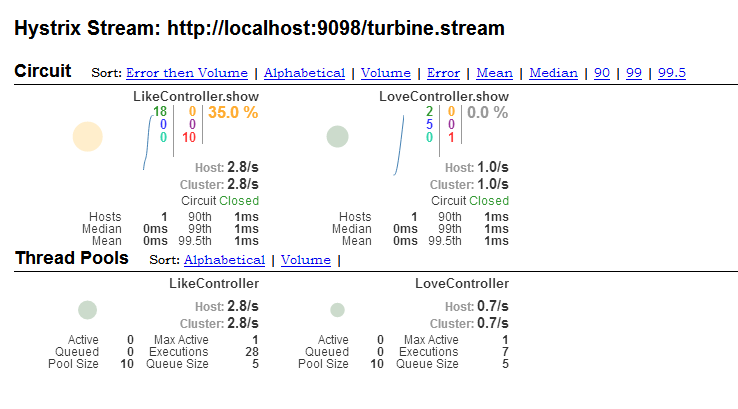 Hystrix Stream: http://localhost:9098/turbine.stream
Circuit Sort: Error then Volume | Alphabetical | Volume | Error | Mean | Median | 90 | 99 | 99.5
LikeController.show
18 0 35.0 %
0 0
0 10
Host: 2.8/s
Cluster: 2.8/s
Circuit Closed
Hosts 1 90th 1ms
Median 0ms 99th 1ms
Mean 0ms 99.5th 1ms
LoveController.show
2 0 0.0 %
5 0
0 1
Host: 1.0/s
Cluster: 1.0/s
Circuit Closed
Hosts 1 90th 1ms
Median 0ms 99th 1ms
Mean 0ms 99.5th 1ms
Thread Pools Sort: Alphabetical | Volume |
LikeController
Host: 2.8/s
Cluster: 2.8/s
Active 0 Max Active 1
Queued 0 Executions 28
Pool Size 10 Queue Size 5
LoveController
Host: 0.7/s
Cluster: 0.7/s
Active 0 Max Active 1
Queued 0 Executions 7
Pool Size 10 Queue Size 5